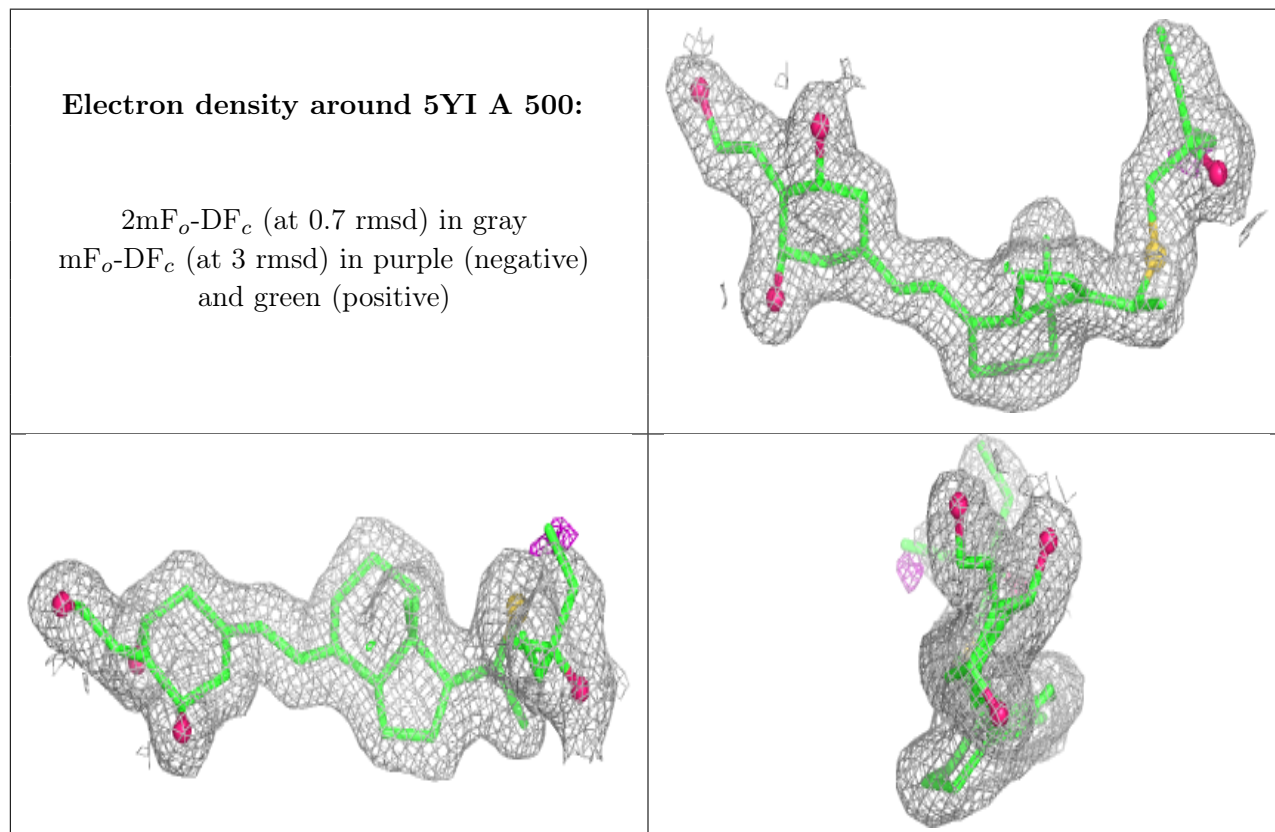 Electron density around 5YI A 500:
2mFₒ-DF𝑐 (at 0.7 rmsd) in gray
mFₒ-DF𝑐 (at 3 rmsd) in purple (negative)
and green (positive)